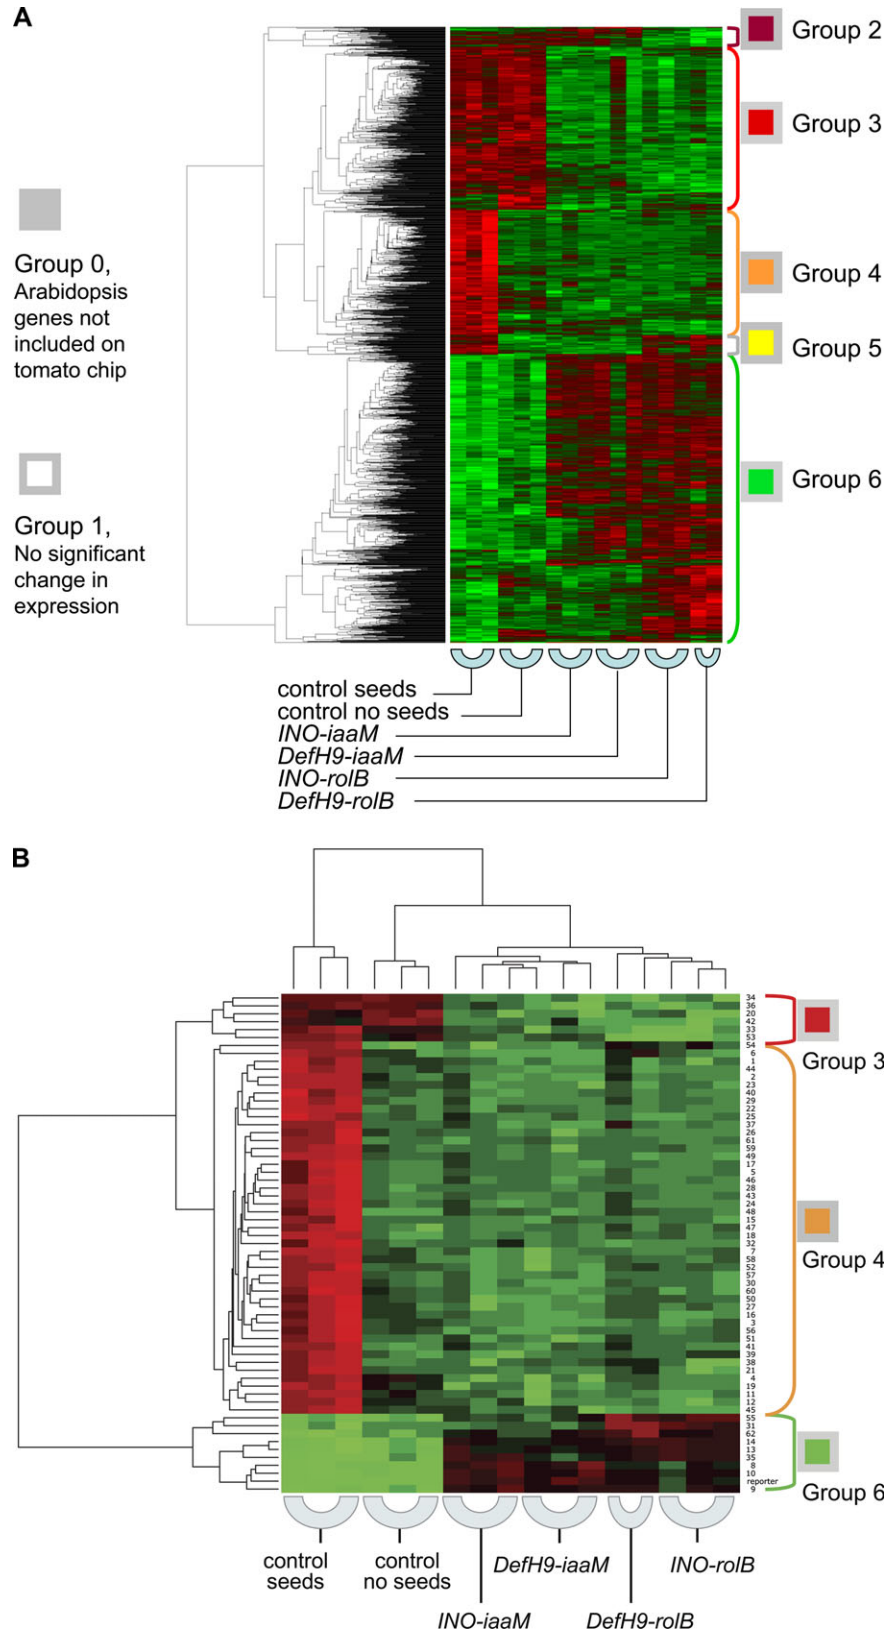 A
Group 2
Group 3
Group 0,
Arabidopsis
genes not
included on
tomato chip
Group 4
Group 5
Group 1,
No significant
change in
expression
Group 6
control seeds
control no seeds
INO-iaaM
DefH9-iaaM
INO-rolB
DefH9-rolB
B
34
36
20
42
33
53
54
6
1
44
2
23
40
29
22
25
37
26
61
59
49
17
5
46
28
43
24
48
15
47
18
32
7
58
52
57
30
60
50
27
16
3
56
51
41
39
38
21
4
19
11
12
45
55
31
62
14
13
35
8
10
reporter
9
Group 3
Group 4
Group 6
control
seeds
control
no seeds
DefH9-iaaM
INO-rolB
INO-iaaM
DefH9-rolB